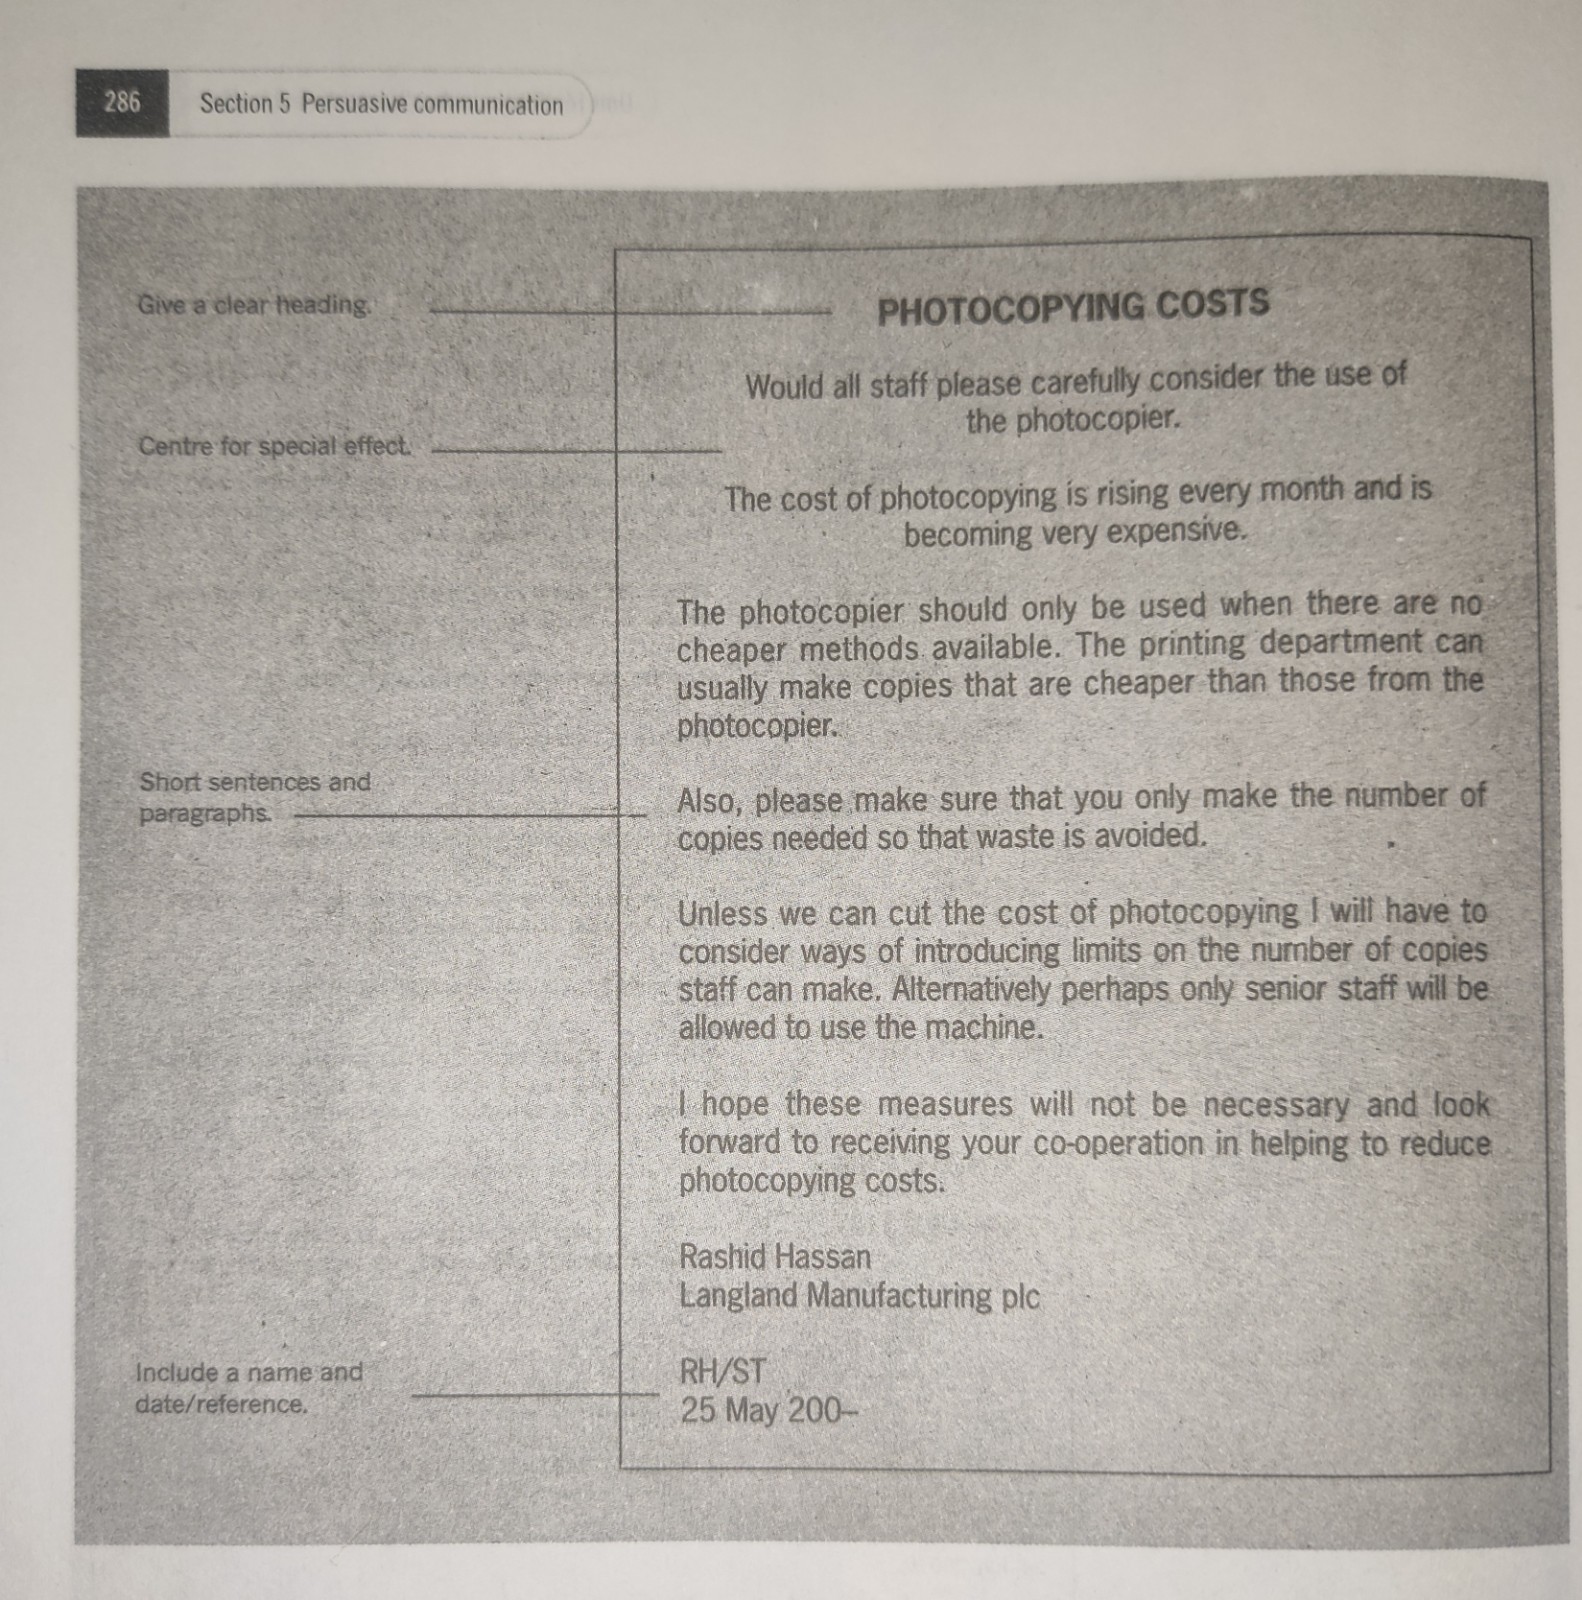 286
Section 5 Persuasive communication
Give a clear heading.
PHOTOCOPYING COSTS
Would all staff please carefully consider the use of
the photocopier.
Centre for special effect.
The cost of photocopying is rising every month and is
becoming very expensive.
The photocopier should only be used when there are no
cheaper methods available. The printing department can
usually make copies that are cheaper than those from the
photocopier.
Short sentences and
paragraphs.
Also, please make sure that you only make the number of
copies needed so that waste is avoided.
Unless we can cut the cost of photocopying I will have to
consider ways of introducing limits on the number of copies
staff can make. Alternatively perhaps only senior staff will be
allowed to use the machine.
I hope these measures will not be necessary and look
forward to receiving your co-operation in helping to reduce
photocopying costs.
Rashid Hassan
Langland Manufacturing plc
Include a name and
date/reference.
RH/ST
25 May 200–